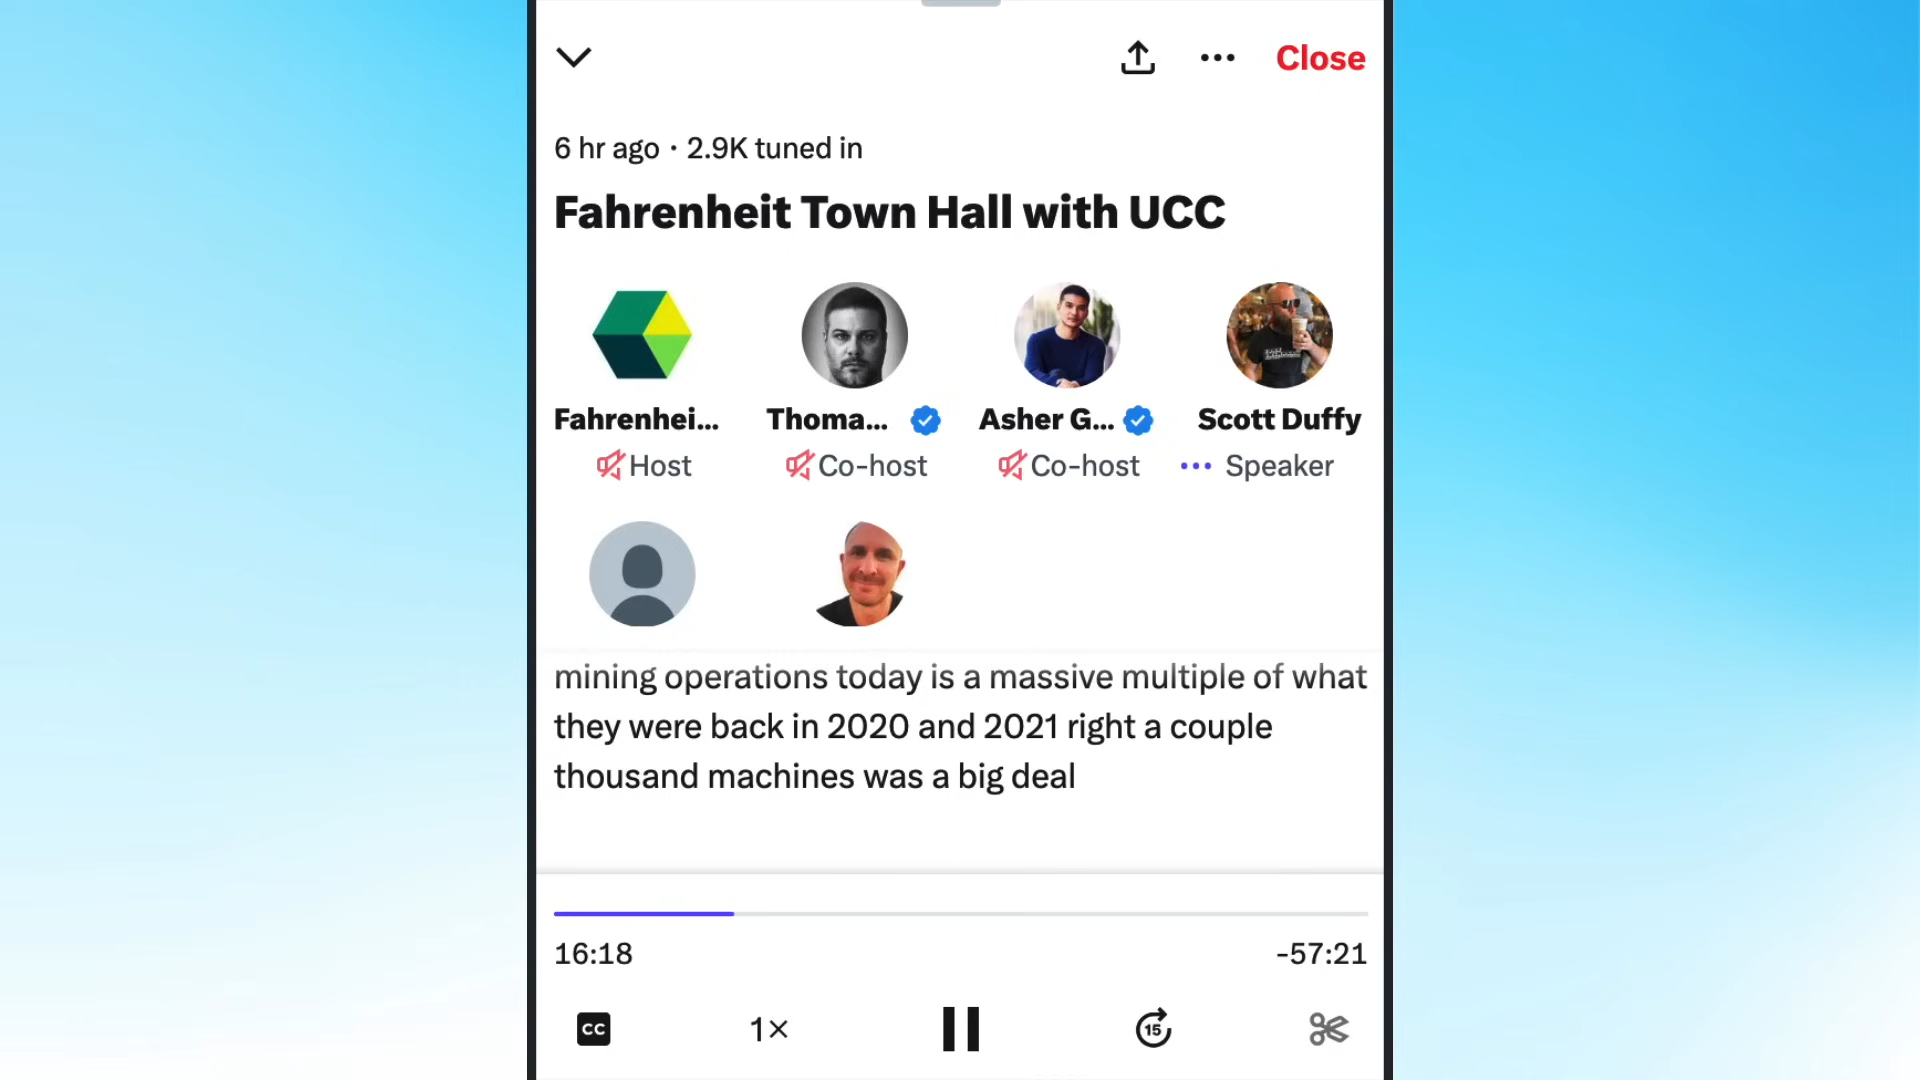 Close
6 hr ago · 2.9K tuned in
Fahrenheit Town Hall with UCC
Fahrenhei... Thoma... Asher G... Scott Duffy
Host Co-host Co-host Speaker
mining operations today is a massive multiple of what
they were back in 2020 and 2021 right a couple
thousand machines was a big deal
16:18 -57:21
CC 1× 15